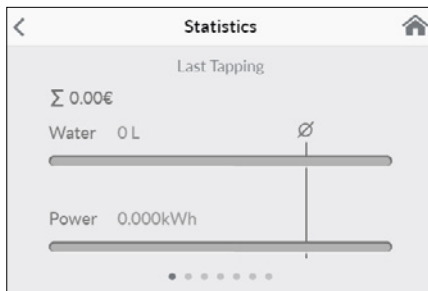 Statistics
Last Tapping
Σ 0.00€
Water 0 L Ø
Power 0.000kWh